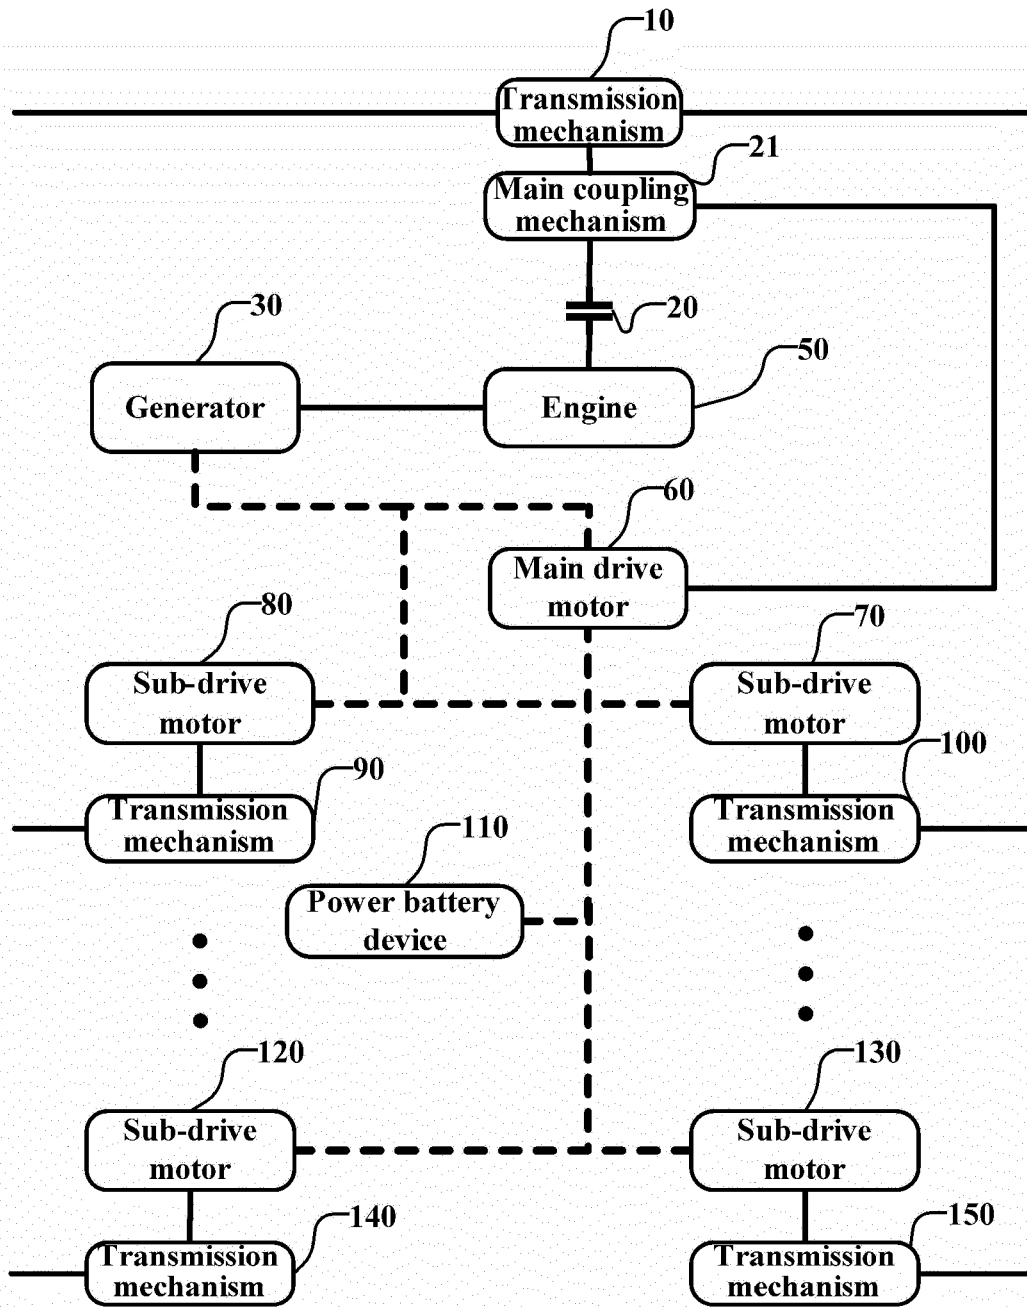 10
Transmission
mechanism
21
Main coupling
mechanism
30
20
50
Generator
Engine
60
Main drive
motor
80
70
Sub-drive
motor
Sub-drive
motor
90
100
Transmission
mechanism
Transmission
mechanism
110
Power battery
device
120
130
Sub-drive
motor
Sub-drive
motor
140
150
Transmission
mechanism
Transmission
mechanism